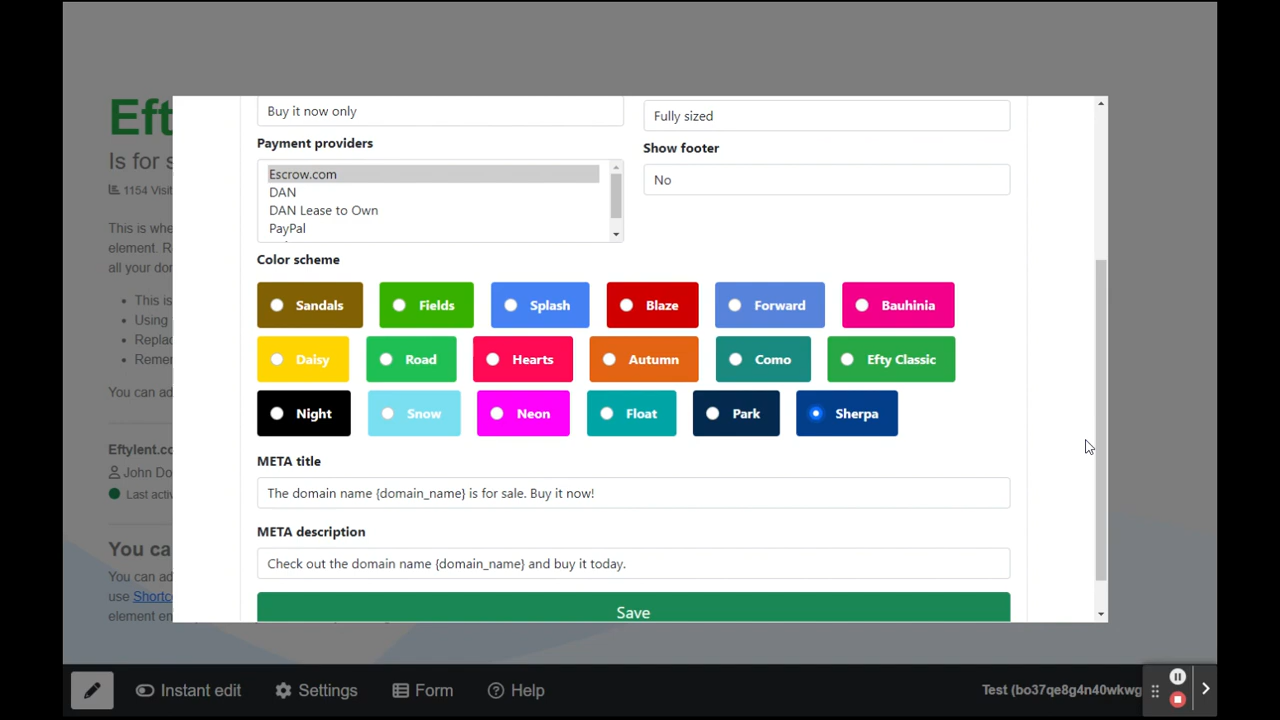 Eft
Is for s
1154 Visit
This is whe
element. R
all your do
This is
Using
Replac
Remem
You can ad
Eftylent.co
John Do
Last activ
You ca
You can ad
use Shortc
element en
Buy it now only
Fully sized
Payment providers
Show footer
Escrow.com
DAN
DAN Lease to Own
PayPal
No
Color scheme
Sandals Fields Splash Blaze Forward Bauhinia
Daisy Road Hearts Autumn Como Efty Classic
Night Snow Neon Float Park Sherpa
META title
The domain name {domain_name} is for sale. Buy it now!
META description
Check out the domain name {domain_name} and buy it today.
Save
Instant edit Settings Form Help Test (bo37qe8g4n40wkwg